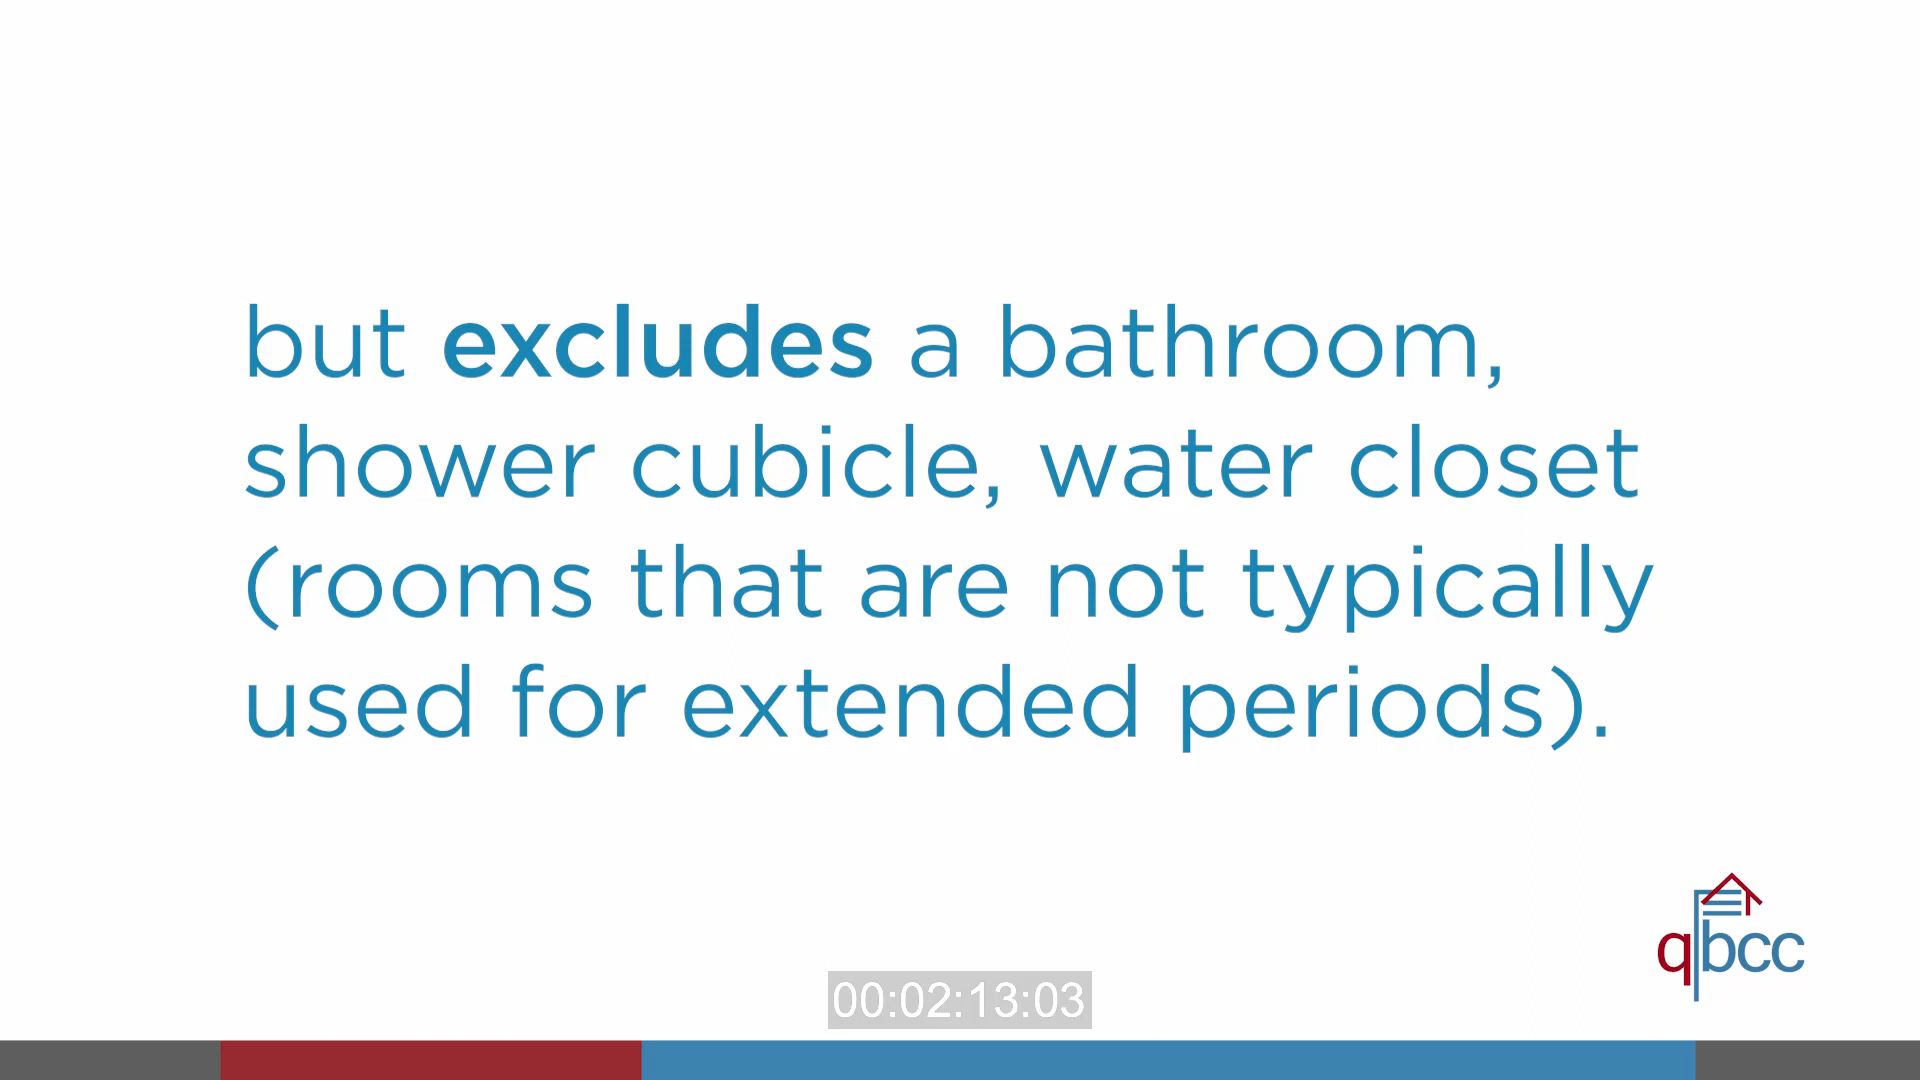 but excludes a bathroom,
shower cubicle, water closet
(rooms that are not typically
used for extended periods).
qbcc
00:02:13:03